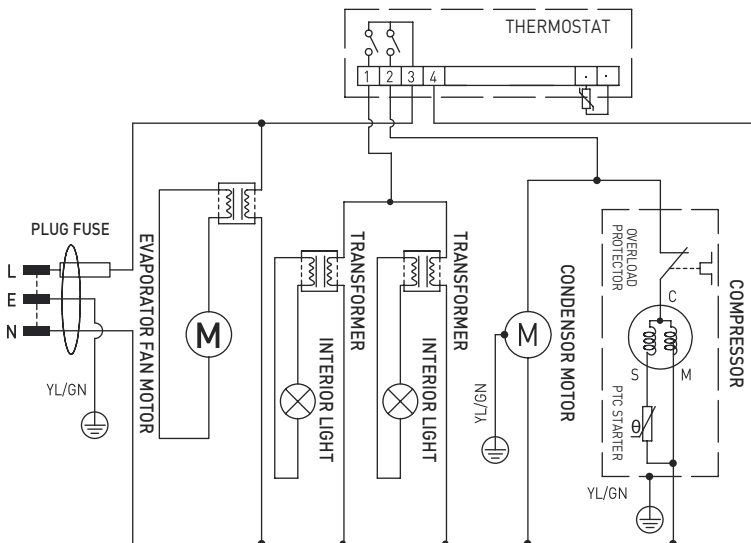 THERMOSTAT
1 2 3 4 · ·
PLUG FUSE
L
E
N
YL/GN
EVAPORATOR FAN MOTOR
M
TRANSFORMER
INTERIOR LIGHT
TRANSFORMER
INTERIOR LIGHT
M
YL/GN
CONDENSOR MOTOR
OVERLOAD
PROTECTOR
C
S M
PTC STARTER
θ
COMPRESSOR
YL/GN